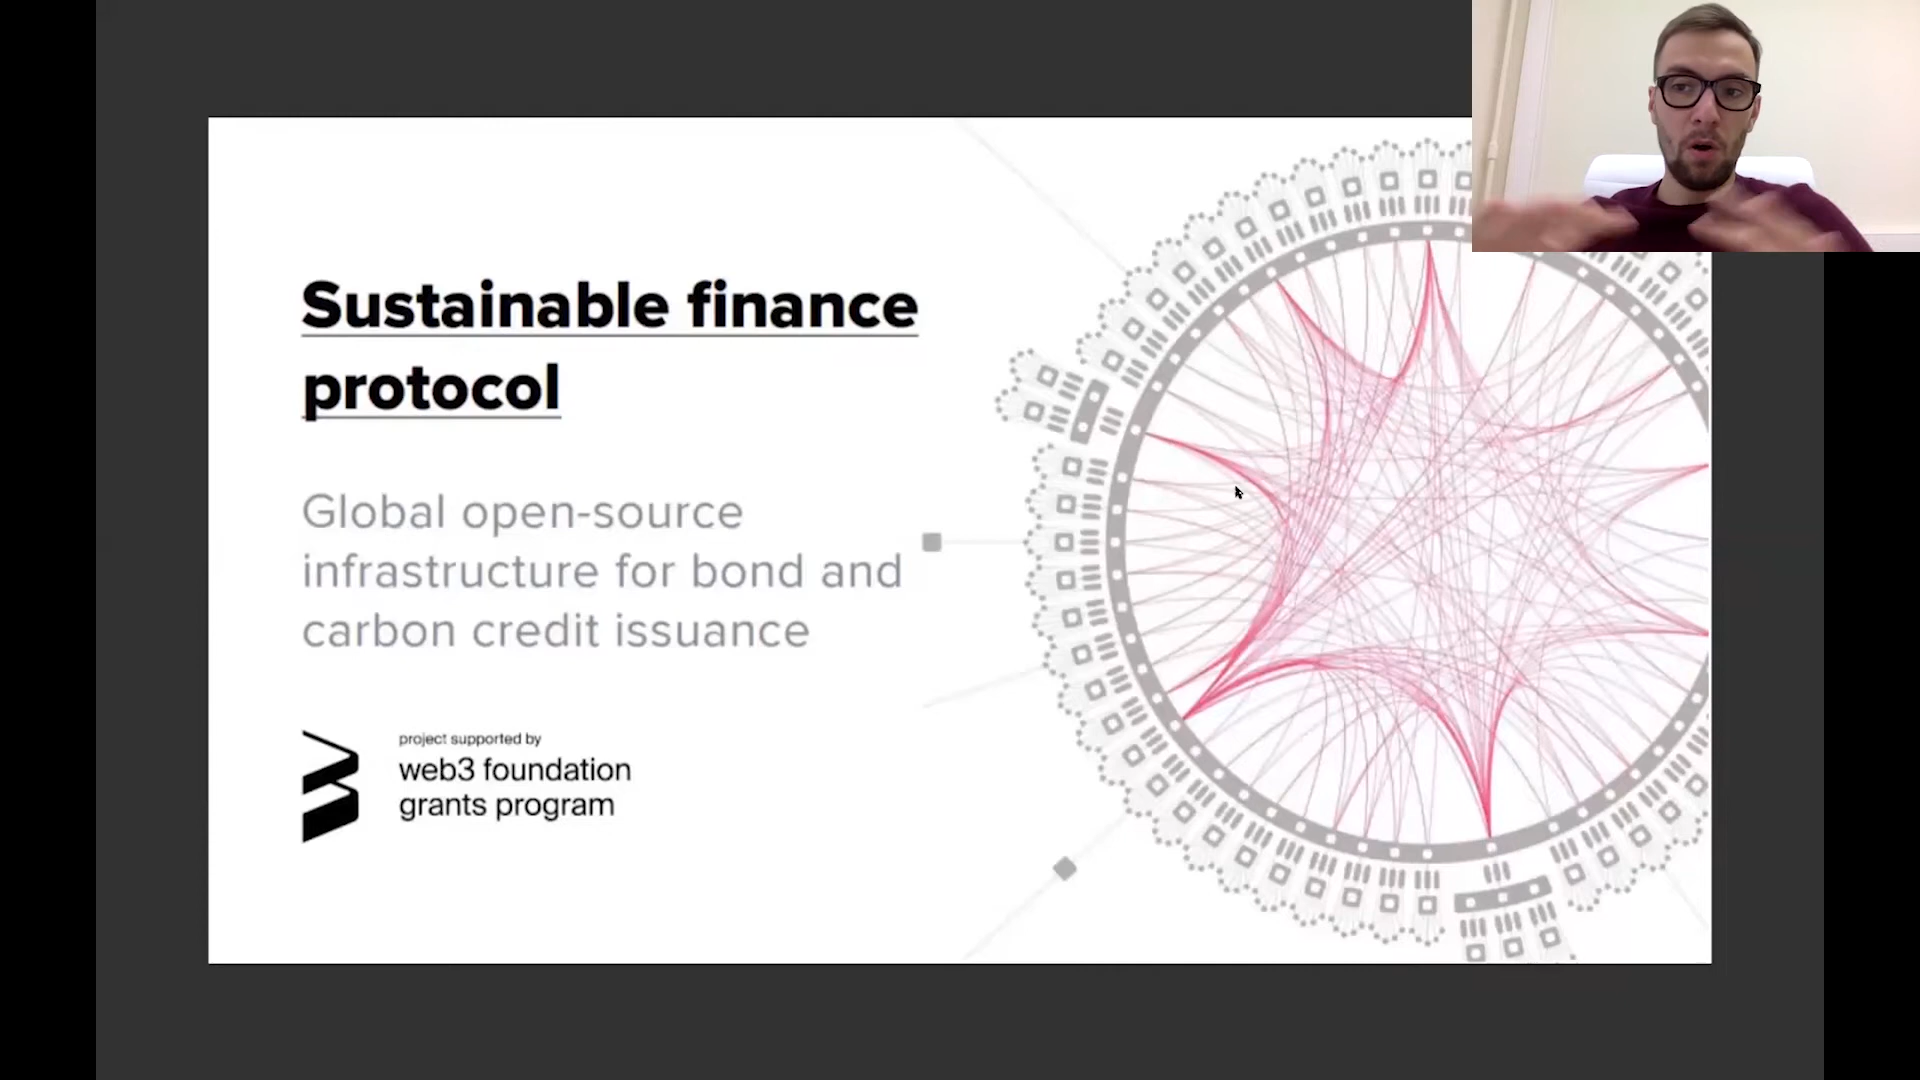 Sustainable finance
protocol
Global open-source
infrastructure for bond and
carbon credit issuance
project supported by
web3 foundation
grants program